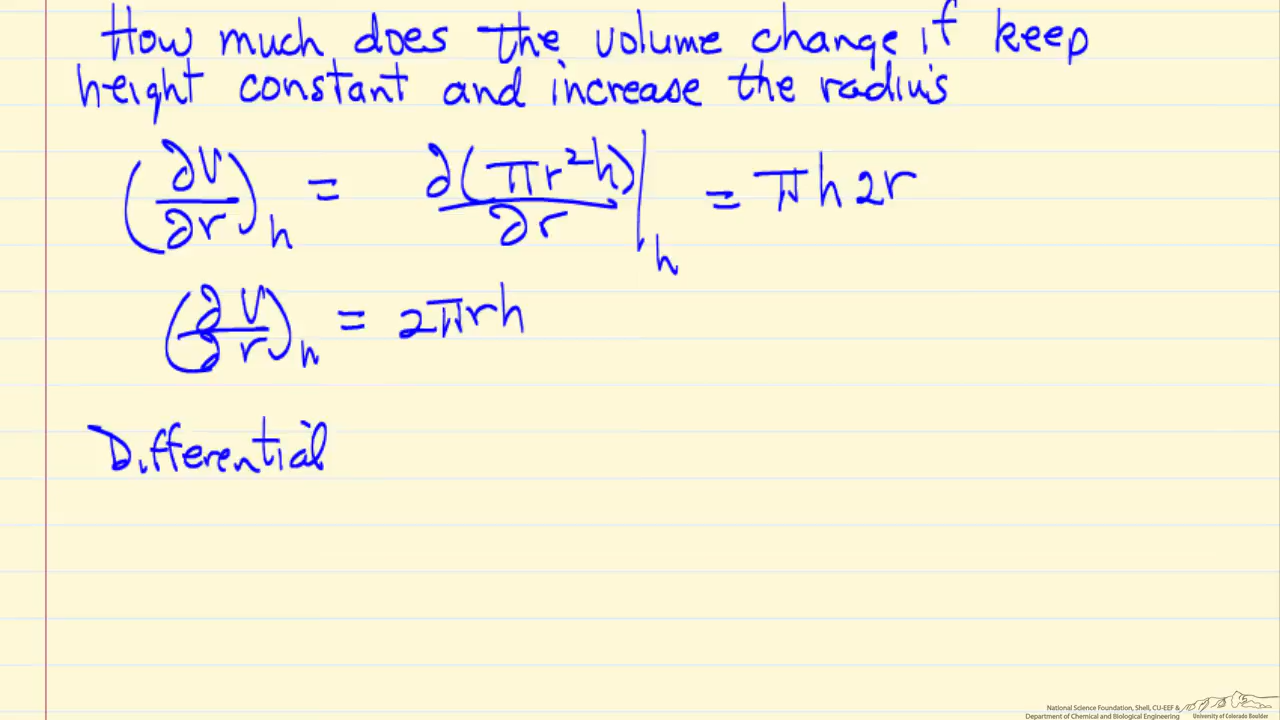 How much does the volume change if keep
height constant and increase the radius
(∂V/∂r)_h = ∂(πr²h)/∂r |_h = πh2r
(∂V/∂r)_h = 2πrh
Differential
National Science Foundation, Shell, CU-EEF &
Department of Chemical and Biological Engineering
University of Colorado Boulder